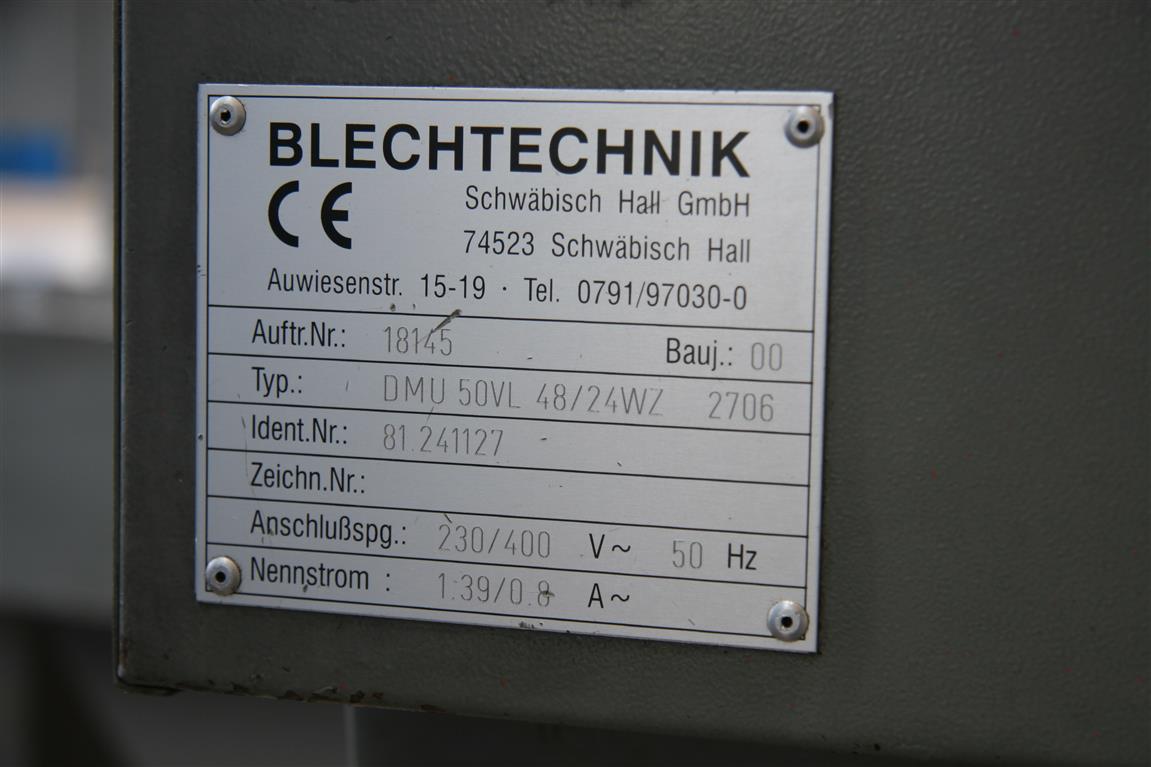 BLECHTECHNIK
CE Schwäbisch Hall GmbH
74523 Schwäbisch Hall
Auwiesenstr. 15-19 · Tel. 0791/97030-0
Auftr.Nr.: 18145 Bauj.: 00
Typ.: DMU 50VL 48/24WZ 2706
Ident.Nr.: 81.241127
Zeichn.Nr.:
Anschlußspg.: 230/400 V~ 50 Hz
Nennstrom : 1.39/0.8 A~